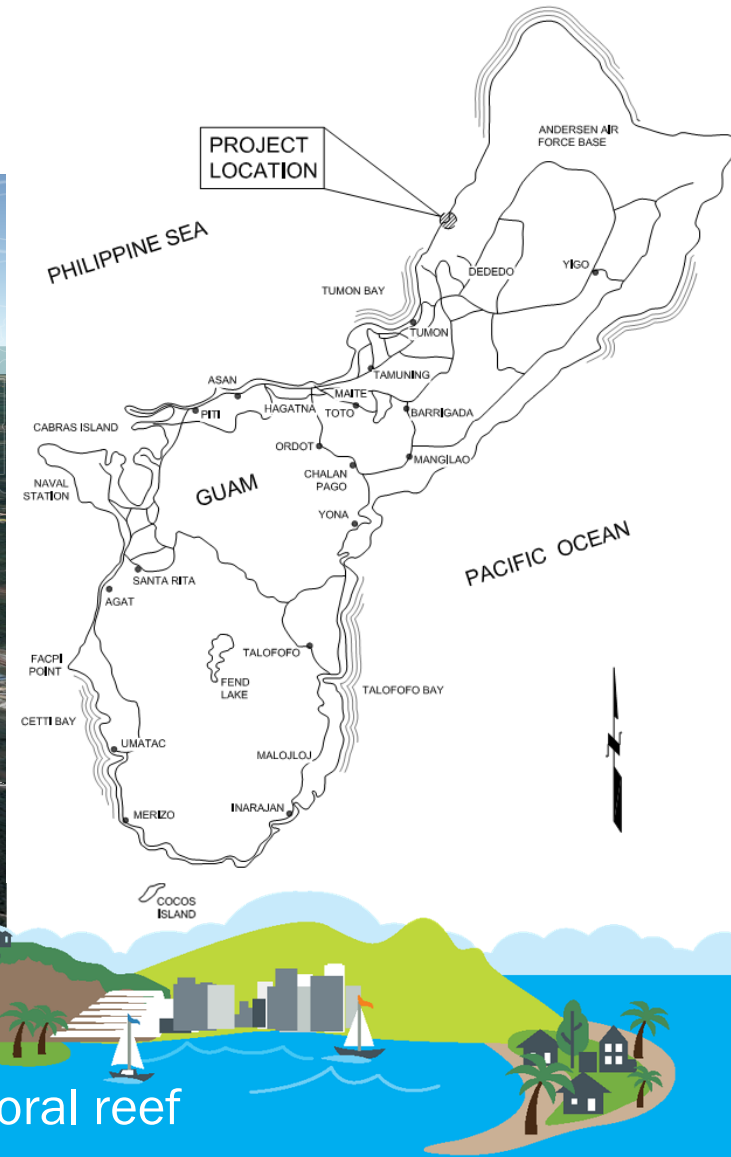 ANDERSEN AIR
FORCE BASE
PROJECT
LOCATION
PHILIPPINE SEA
DEDEDO
YIGO
TUMON BAY
TUMON
TAMUNING
ASAN
MAITE
PITI
HAGATNA
TOTO
BARRIGADA
CABRAS ISLAND
ORDOT
MANGILAO
CHALAN
PAGO
NAVAL
STATION
GUAM
YONA
PACIFIC OCEAN
SANTA RITA
AGAT
TALOFOFO
FACPI
POINT
FEND
LAKE
TALOFOFO BAY
CETTI BAY
UMATAC
MALOJLOJ
N
MERIZO
INARAJAN
COCOS
ISLAND
oral reef